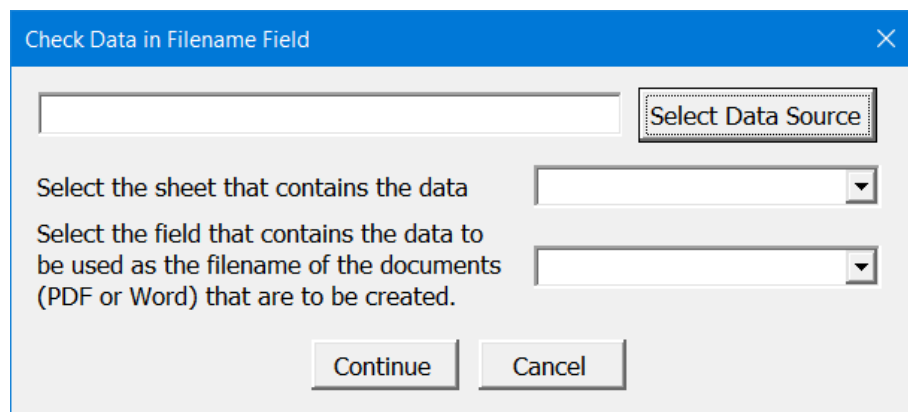 Check Data in Filename Field
Select Data Source
Select the sheet that contains the data
Select the field that contains the data to
be used as the filename of the documents
(PDF or Word) that are to be created.
Continue
Cancel